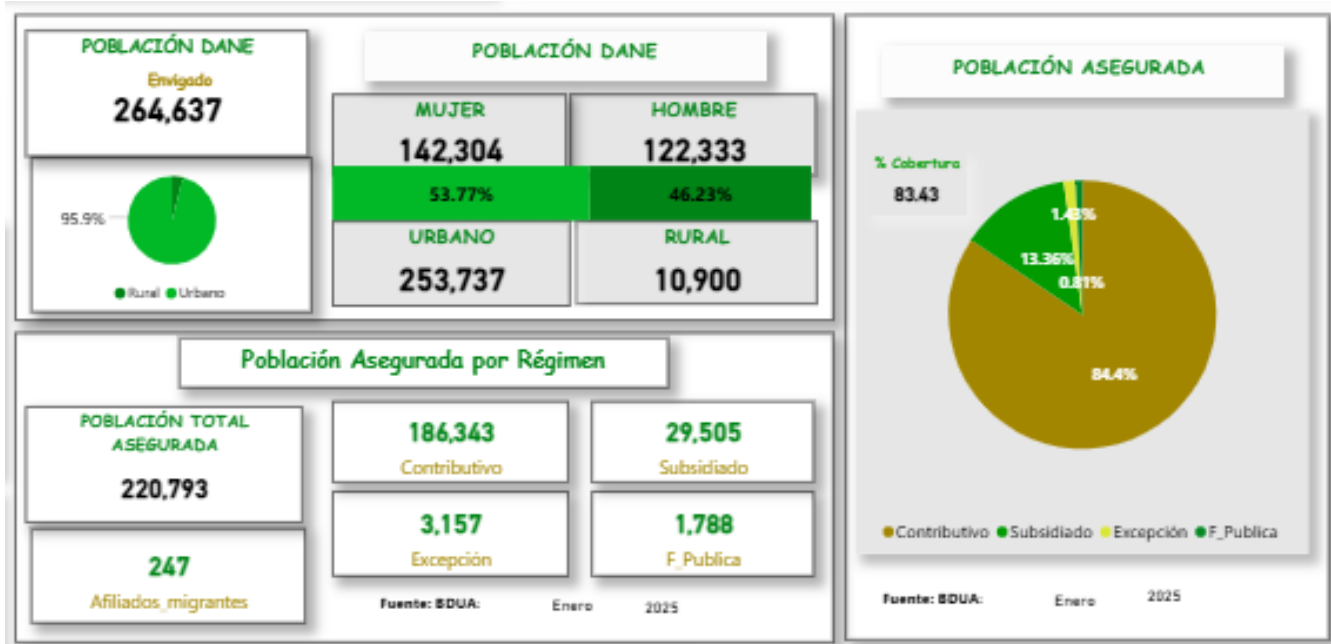 POBLACIÓN DANE
Envigado
264,637
95.9%
Rural Urbano
POBLACIÓN DANE
MUJER
142,304
HOMBRE
122,333
53.77%
46.23%
URBANO
253,737
RURAL
10,900
Población Asegurada por Régimen
POBLACIÓN TOTAL
ASEGURADA
220,793
247
Afiliados_migrantes
186,343
Contributivo
29,505
Subsidiado
3,157
Excepción
1,788
F_Publica
Fuente: BDUA: Enero 2025
POBLACIÓN ASEGURADA
% Cobertura
83.43
1.43%
13.36%
0.81%
84.4%
Contributivo Subsidiado Excepción F_Publica
Fuente: BDUA: Enero 2025